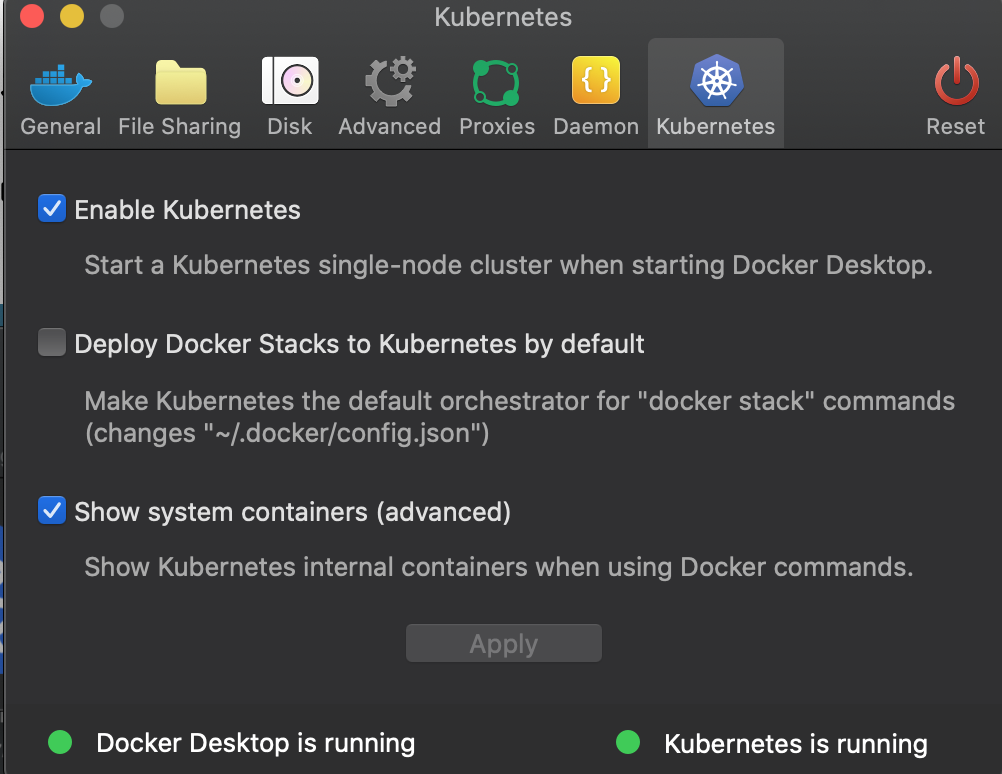 Kubernetes
General File Sharing Disk Advanced Proxies Daemon Kubernetes Reset
Enable Kubernetes
Start a Kubernetes single-node cluster when starting Docker Desktop.
Deploy Docker Stacks to Kubernetes by default
Make Kubernetes the default orchestrator for "docker stack" commands
(changes "~/.docker/config.json")
Show system containers (advanced)
Show Kubernetes internal containers when using Docker commands.
Apply
Docker Desktop is running Kubernetes is running